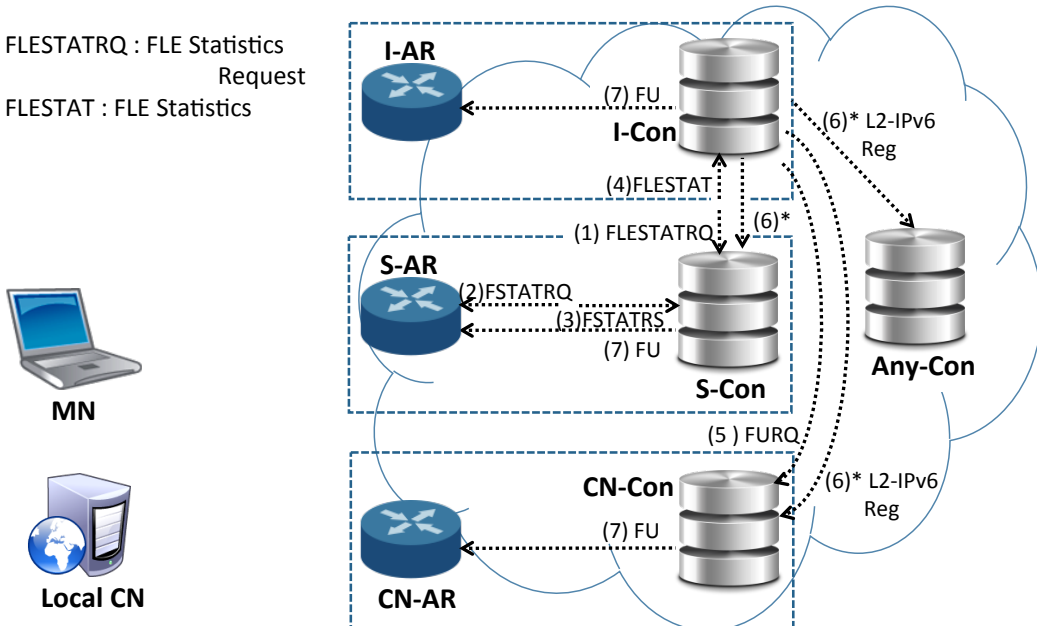 FLESTATRQ : FLE Statistics
Request
FLESTAT : FLE Statistics
I-AR
(7) FU
I-Con
(6)* L2-IPv6
Reg
(4)FLESTAT
(6)*
(1) FLESTATRQ
S-AR
(2)FSTATRQ
(3)FSTATRS
(7) FU
S-Con
Any-Con
MN
(5 ) FURQ
CN-Con
(6)* L2-IPv6
Reg
(7) FU
Local CN
CN-AR